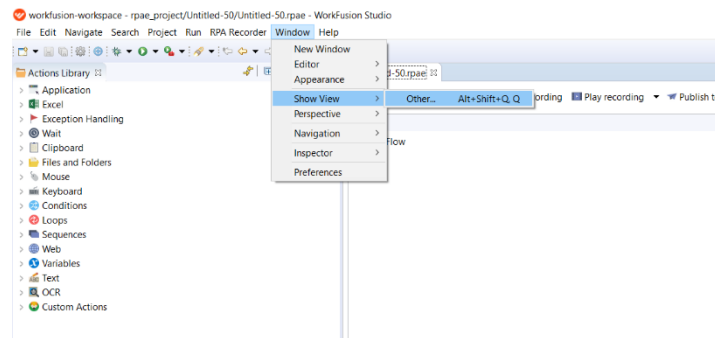 workfusion-workspace - rpae_project/Untitled-50/Untitled-50.rpae - WorkFusion Studio
File Edit Navigate Search Project Run RPA Recorder Window Help
New Window
Editor
Appearance
Show View
Other... Alt+Shift+Q, Q
Perspective
Navigation
Inspector
Preferences
Actions Library
d-50.rpae
ording Play recording Publish t
Flow
Application
Excel
Exception Handling
Wait
Clipboard
Files and Folders
Mouse
Keyboard
Conditions
Loops
Sequences
Web
Variables
Text
OCR
Custom Actions